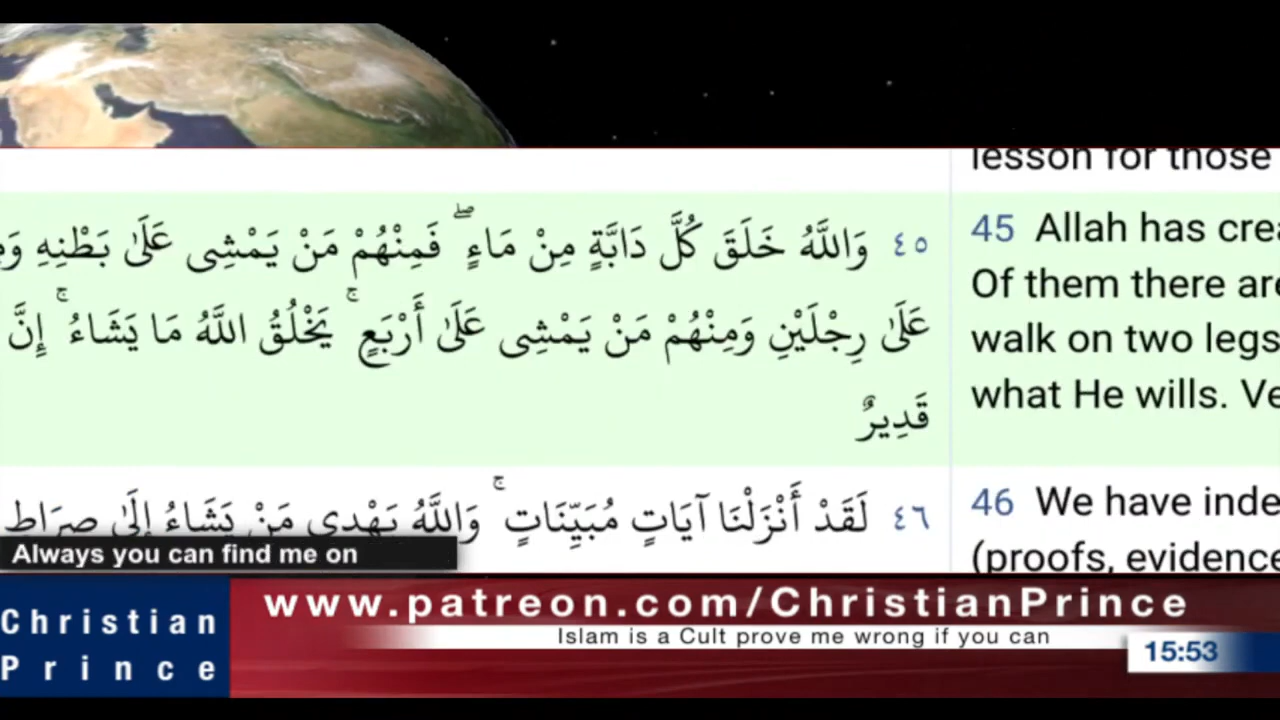 lesson for those
٤٥ وَاللَّهُ خَلَقَ كُلَّ دَابَّةٍ مِنْ مَاءٍ ۖ فَمِنْهُمْ مَنْ يَمْشِى عَلَىٰ بَطْنِهِ
عَلَىٰ رِجْلَيْنِ وَمِنْهُمْ مَنْ يَمْشِى عَلَىٰ أَرْبَعٍ ۚ يَخْلُقُ اللَّهُ مَا يَشَاءُ ۚ إِنَّ
قَدِيرٌ
45 Allah has crea
Of them there are
walk on two legs
what He wills. Ve
٤٦ لَقَدْ أَنْزَلْنَا آيَاتٍ مُبَيِّنَاتٍ ۚ وَاللَّهُ يَهْدِى مَنْ يَشَاءُ إِلَىٰ صِرَاطٍ
46 We have inde
(proofs, evidence
Always you can find me on
Christian
Prince
www.patreon.com/ChristianPrince
Islam is a Cult prove me wrong if you can
15:53